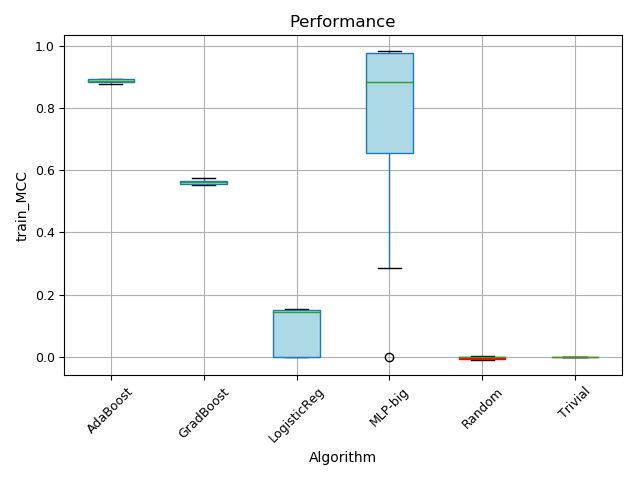 Performance
1.0
0.8
0.6
0.4
0.2
0.0
train_MCC
AdaBoost
GradBoost
LogisticReg
MLP-big
Random
Trivial
Algorithm